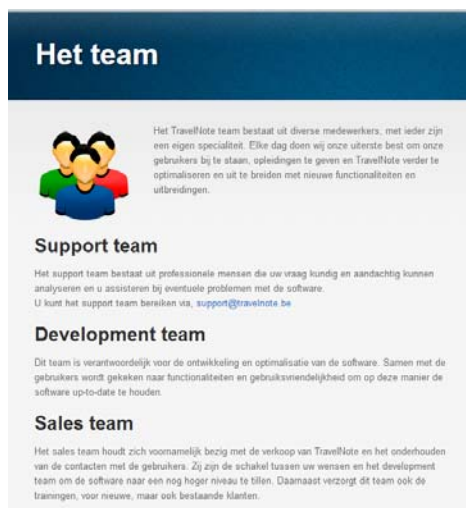 Het team
Het TravelNote team bestaat uit diverse medewerkers, met ieder zijn
een eigen specialiteit. Elke dag doen wij onze uiterste best om onze
gebruikers bij te staan, opleidingen te geven en TravelNote verder te
optimaliseren en uit te breiden met nieuwe functionaliteiten en
uitbreidingen.
Support team
Het support team bestaat uit professionele mensen die uw vraag kundig en aandachtig kunnen
analyseren en u assisteren bij eventuele problemen met de software.
U kunt het support team bereiken via, support@travelnote.be
Development team
Dit team is verantwoordelijk voor de ontwikkeling en optimalisatie van de software. Samen met de
gebruikers wordt gekeken naar functionaliteiten en gebruiksvriendelijkheid om op deze manier de
software up-to-date te houden.
Sales team
Het sales team houdt zich voornamelijk bezig met de verkoop van TravelNote en het onderhouden
van de contacten met de gebruikers. Zij zijn de schakel tussen uw wensen en het development
team om de software naar een nog hoger niveau te tillen. Daarnaast verzorgt dit team ook de
trainingen, voor nieuwe, maar ook bestaande klanten.